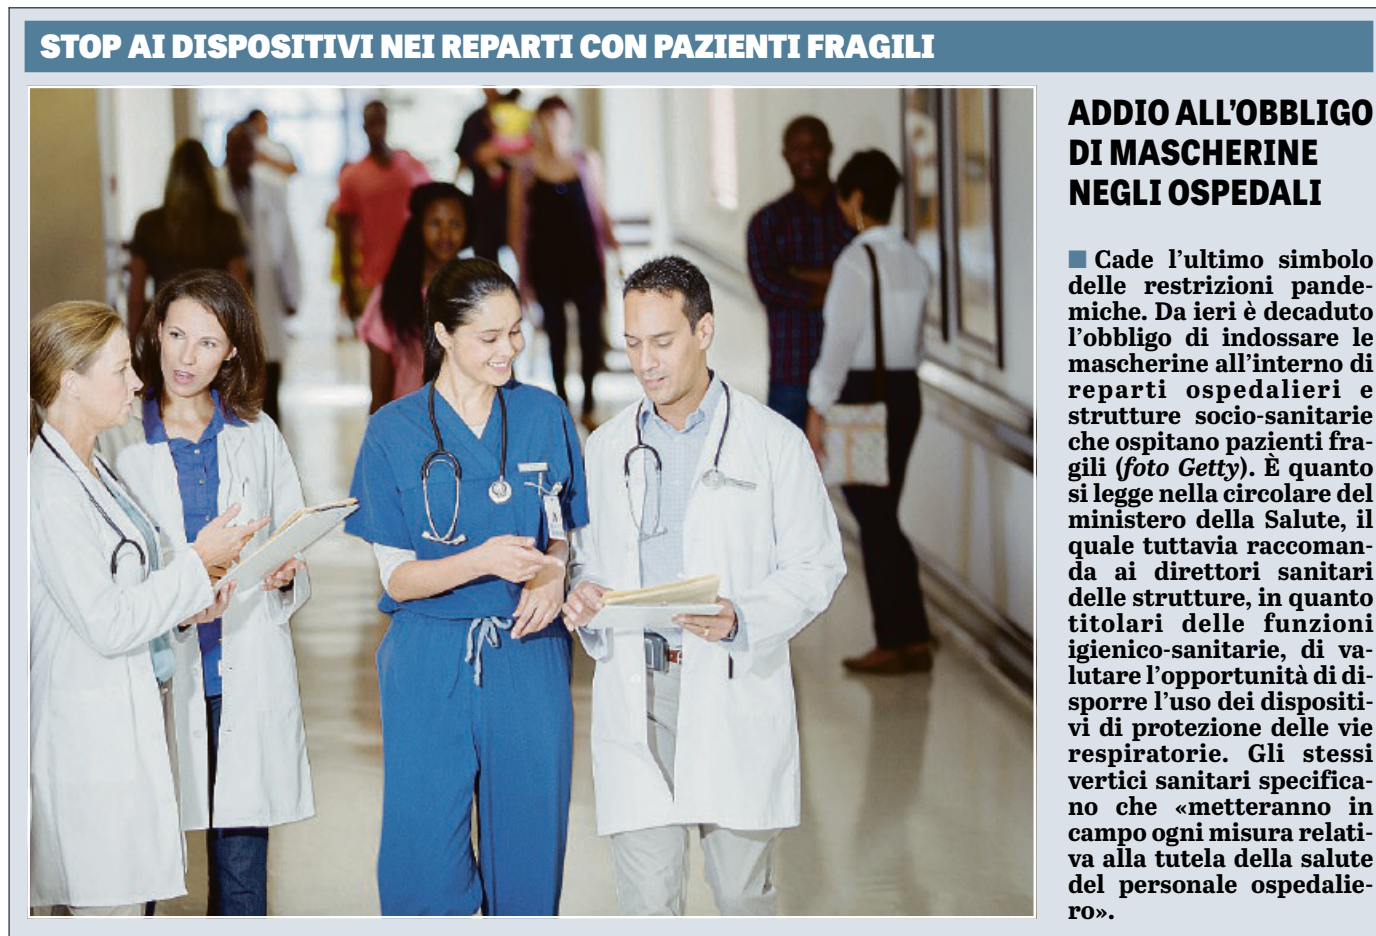 STOP AI DISPOSITIVI NEI REPARTI CON PAZIENTI FRAGILI
ADDIO ALL'OBBLIGO
DI MASCHERINE
NEGLI OSPEDALI
■ Cade l'ultimo simbolo
delle restrizioni pande-
miche. Da ieri è decaduto
l'obbligo di indossare le
mascherine all'interno di
reparti ospedalieri e
strutture socio-sanitarie
che ospitano pazienti fra-
gili (foto Getty). È quanto
si legge nella circolare del
ministero della Salute, il
quale tuttavia raccoman-
da ai direttori sanitari
delle strutture, in quanto
titolari delle funzioni
igienico-sanitarie, di va-
lutare l'opportunità di di-
sporre l'uso dei dispositi-
vi di protezione delle vie
respiratorie. Gli stessi
vertici sanitari specifica-
no che «metteranno in
campo ogni misura relati-
va alla tutela della salute
del personale ospedalie-
ro».